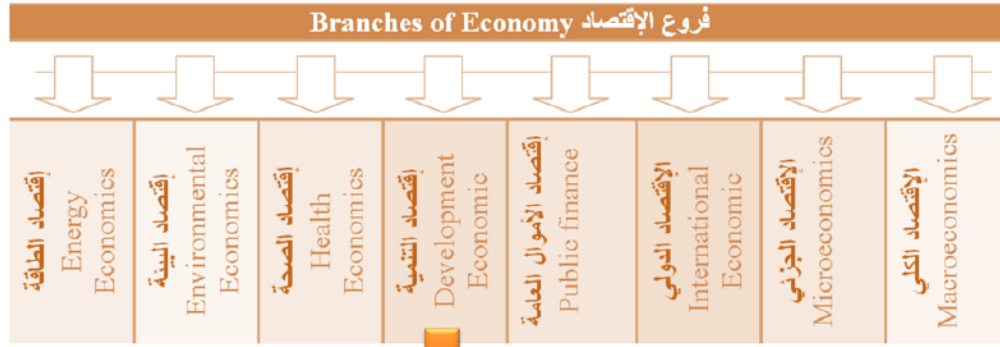 فروع الإقتصاد Branches of Economy
الإقتصاد الكلي
Macroeconomics
الإقتصاد الجزئي
Microeconomics
الإقتصاد الدولي
International
Economic
إقتصاد الأموال العامة
Public finance
إقتصاد التنمية
Development
Economic
إقتصاد الصحة
Health
Economics
إقتصاد البيئة
Environmental
Economics
إقتصاد الطاقة
Energy
Economics